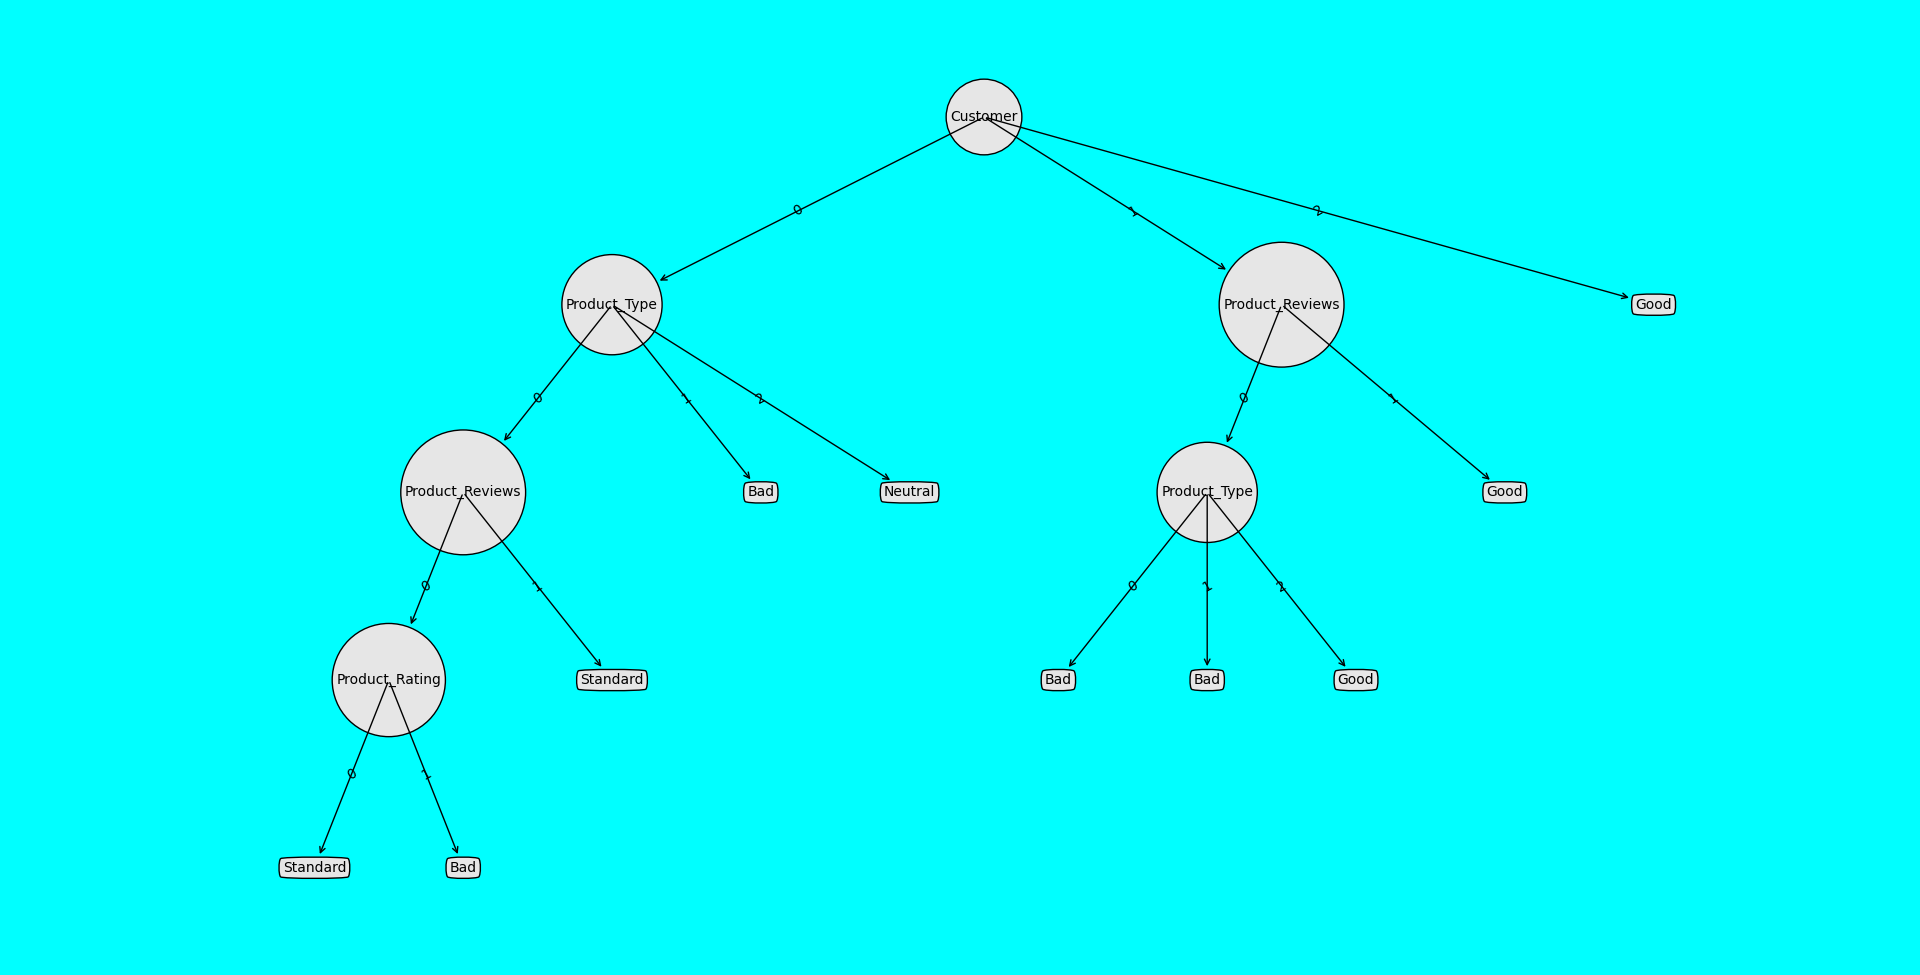 Customer
0
1
2
Product_Type
Product_Reviews
Good
0
1
2
0
1
Product_Reviews
Bad
Neutral
Product_Type
Good
0
1
0
1
2
Product_Rating
Standard
Bad
Bad
Good
0
1
Standard
Bad